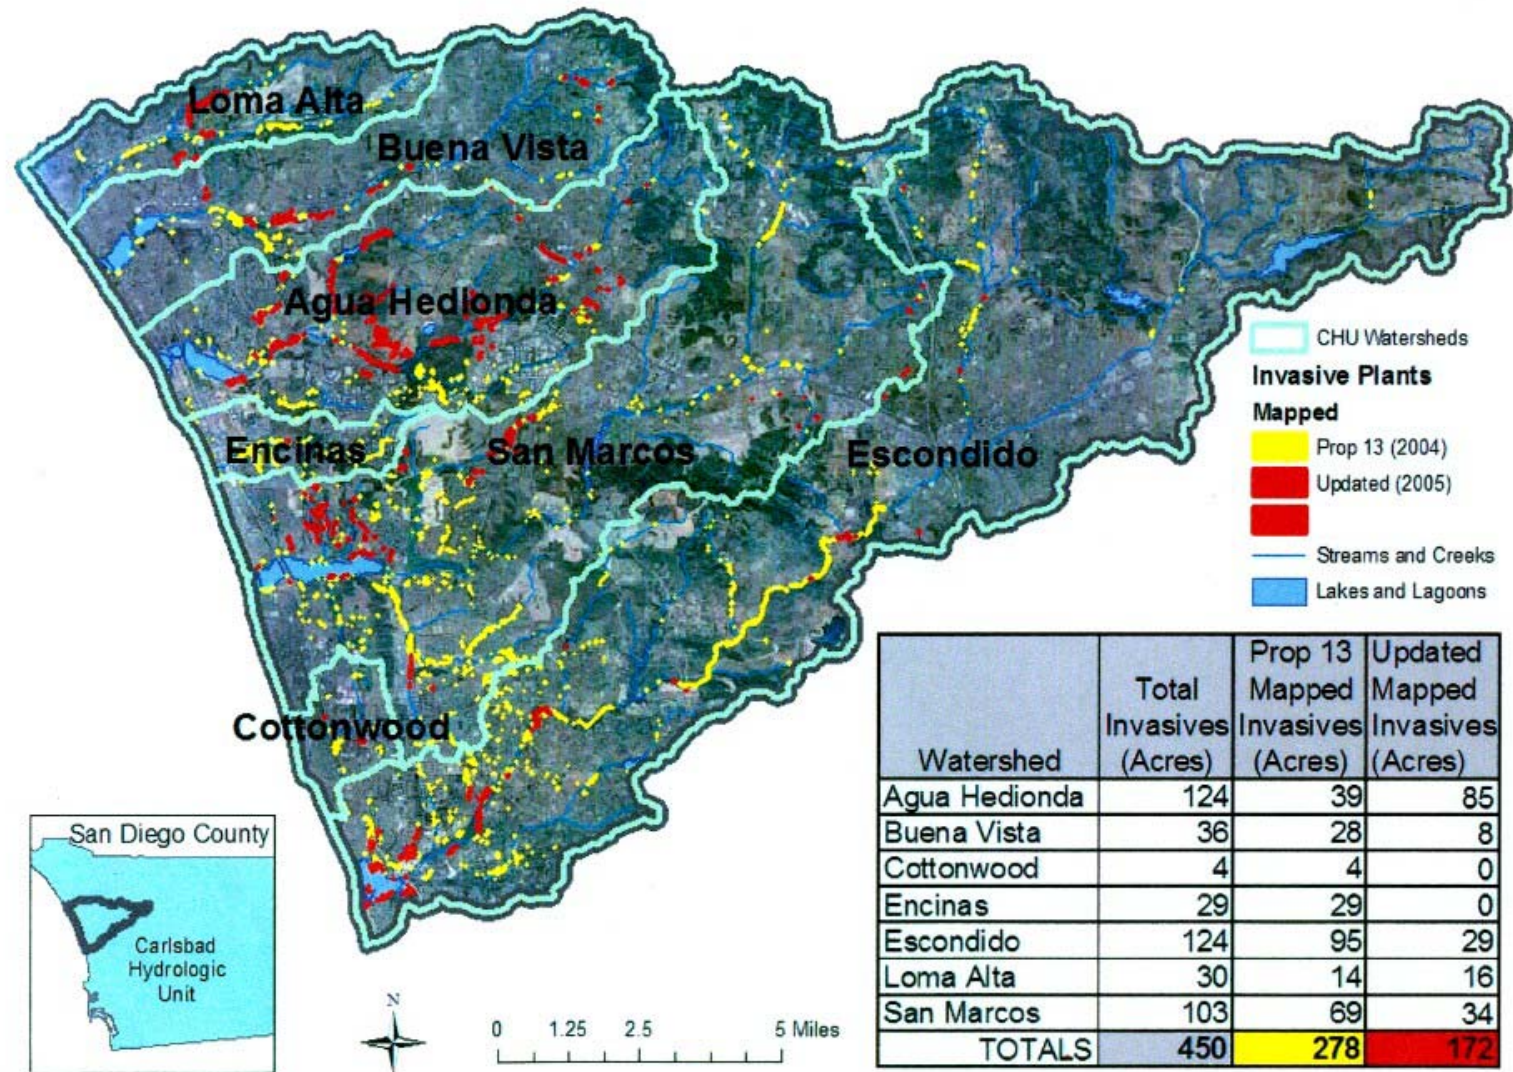 Loma Alta
Buena Vista
Agua Hedionda
Encinas
San Marcos
Escondido
Cottonwood
CHU Watersheds
Invasive Plants
Mapped
Prop 13 (2004)
Updated (2005)
Streams and Creeks
Lakes and Lagoons
San Diego County
Carlsbad
Hydrologic
Unit
N
0 1.25 2.5 5 Miles
Watershed Total Invasives (Acres) Prop 13 Mapped Invasives (Acres) Updated Mapped Invasives (Acres)
Agua Hedionda 124 39 85
Buena Vista 36 28 8
Cottonwood 4 4 0
Encinas 29 29 0
Escondido 124 95 29
Loma Alta 30 14 16
San Marcos 103 69 34
TOTALS 450 278 172